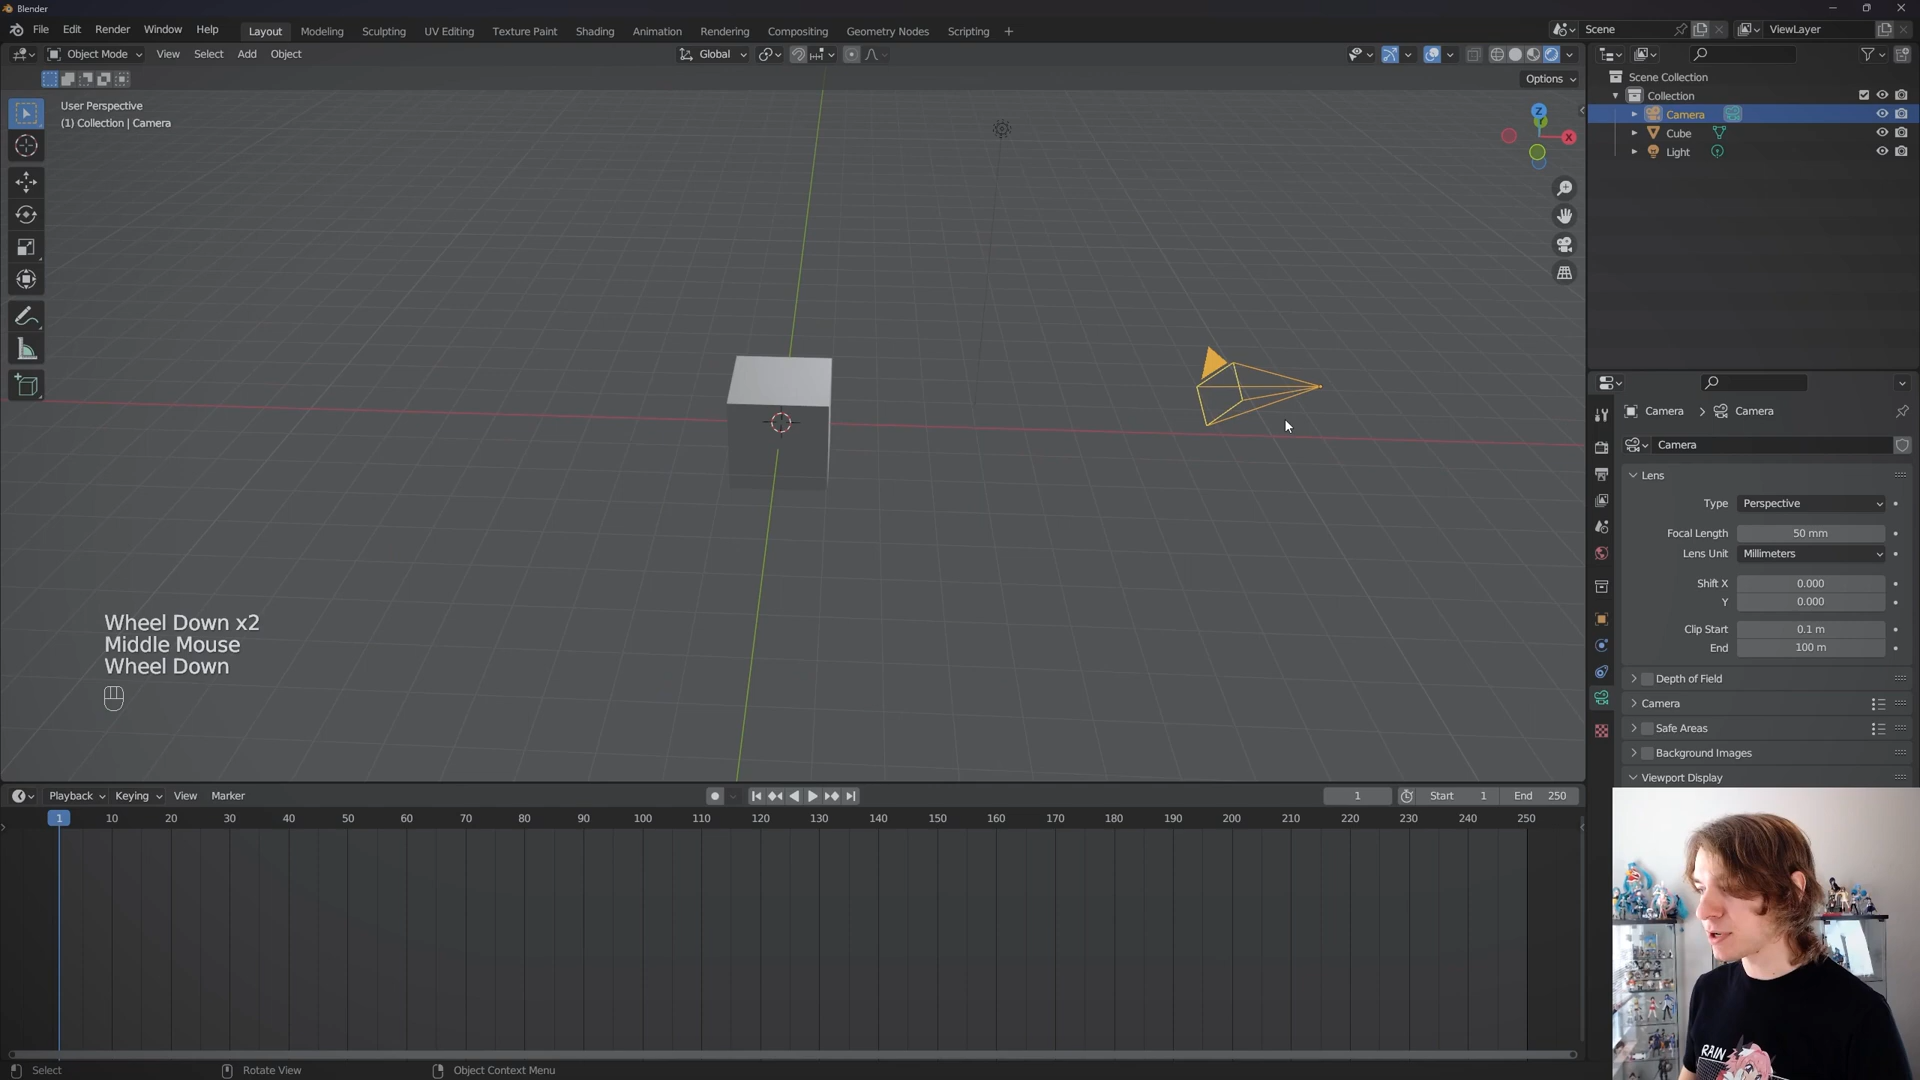 Blender
File Edit Render Window Help Layout Modeling Sculpting UV Editing Texture Paint Shading Animation Rendering Compositing Geometry Nodes Scripting + Scene ViewLayer
Object Mode View Select Add Object Global
Options
User Perspective
(1) Collection | Camera
Z
X
Scene Collection
Collection
Camera
Cube
Light
Camera > Camera
Camera
Lens
Type Perspective
Focal Length 50 mm
Lens Unit Millimeters
Shift X 0.000
Y 0.000
Clip Start 0.1 m
End 100 m
Depth of Field
Camera
Safe Areas
Background Images
Viewport Display
Wheel Down x2
Middle Mouse
Wheel Down
Playback Keying View Marker 1 Start 1 End 250
1 10 20 30 40 50 60 70 80 90 100 110 120 130 140 150 160 170 180 190 200 210 220 230 240 250
Select Rotate View Object Context Menu
RAIN